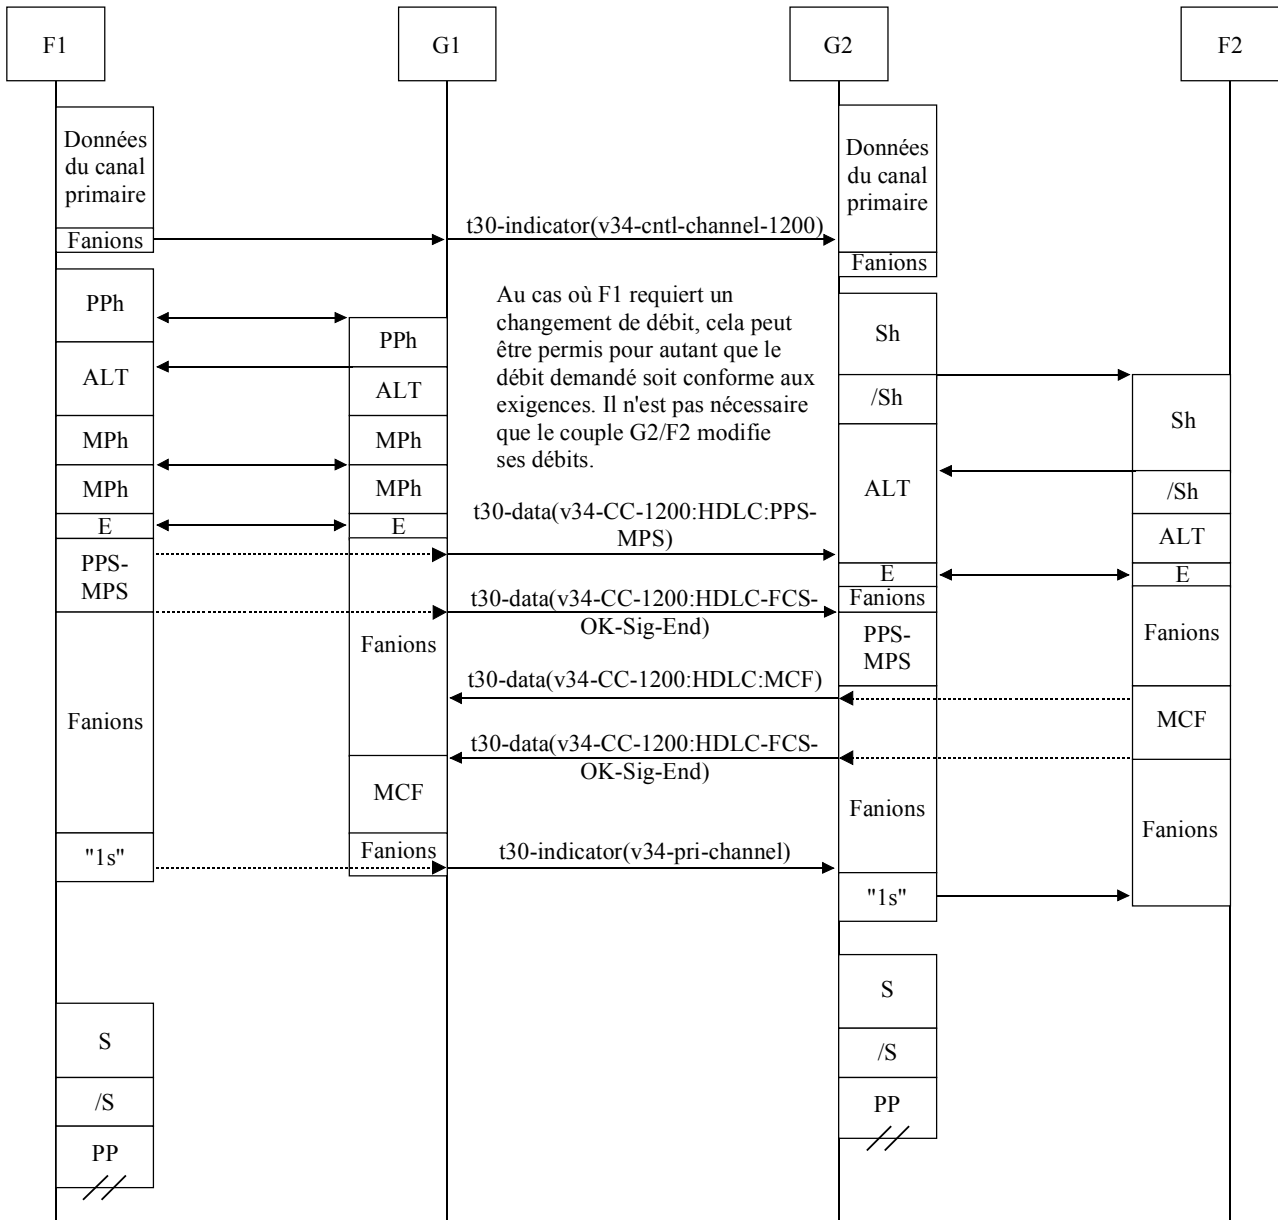 F1
G1
G2
F2
Données
du canal
primaire
Fanions
Données
du canal
primaire
Fanions
t30-indicator(v34-cntl-channel-1200)
PPh
ALT
MPh
MPh
E
PPS-
MPS
Fanions
"1s"
S
/S
PP
PPh
ALT
MPh
MPh
E
Fanions
MCF
Fanions
Au cas où F1 requiert un
changement de débit, cela peut
être permis pour autant que le
débit demandé soit conforme aux
exigences. Il n'est pas nécessaire
que le couple G2/F2 modifie
ses débits.
t30-data(v34-CC-1200:HDLC:PPS-
MPS)
t30-data(v34-CC-1200:HDLC-FCS-
OK-Sig-End)
t30-data(v34-CC-1200:HDLC:MCF)
t30-data(v34-CC-1200:HDLC-FCS-
OK-Sig-End)
t30-indicator(v34-pri-channel)
Sh
/Sh
ALT
E
Fanions
PPS-
MPS
Fanions
"1s"
S
/S
PP
Sh
/Sh
ALT
E
Fanions
MCF
Fanions